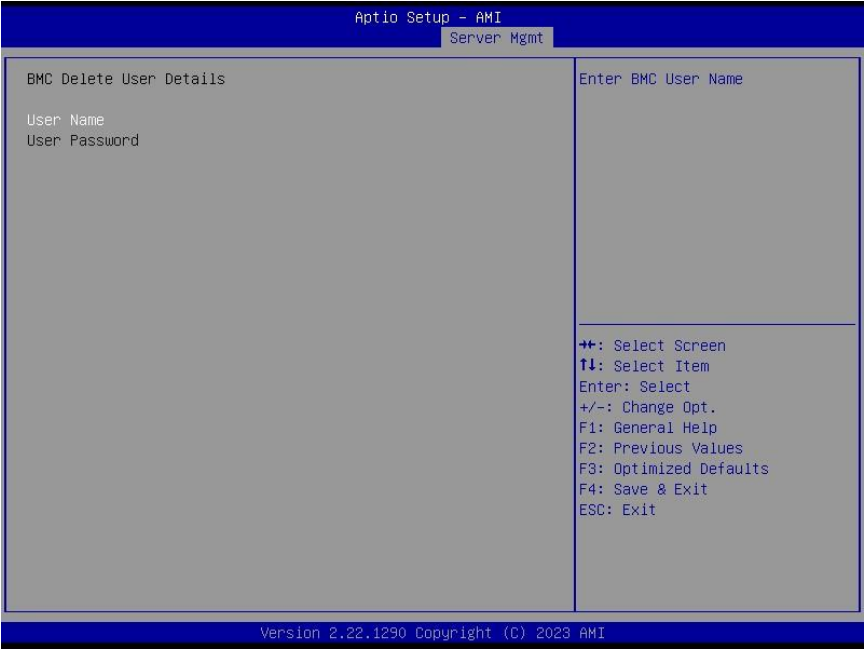 Aptio Setup – AMI
Server Mgmt
BMC Delete User Details
User Name
User Password
Enter BMC User Name
→←: Select Screen
↑↓: Select Item
Enter: Select
+/-: Change Opt.
F1: General Help
F2: Previous Values
F3: Optimized Defaults
F4: Save & Exit
ESC: Exit
Version 2.22.1290 Copyright (C) 2023 AMI